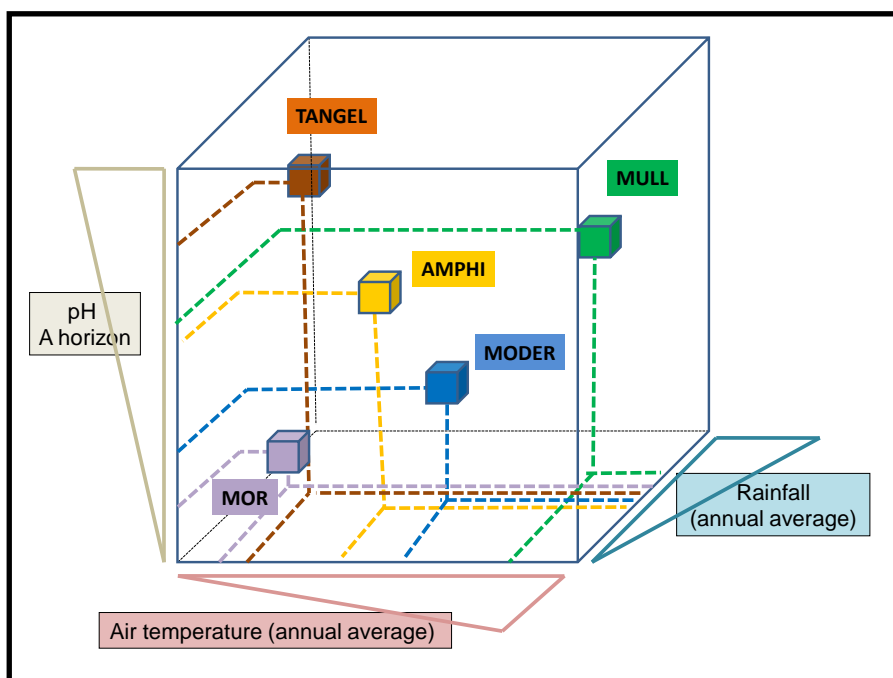 TANGEL
MULL
AMPHI
pH
A horizon
MODER
MOR
Rainfall
(annual average)
Air temperature (annual average)